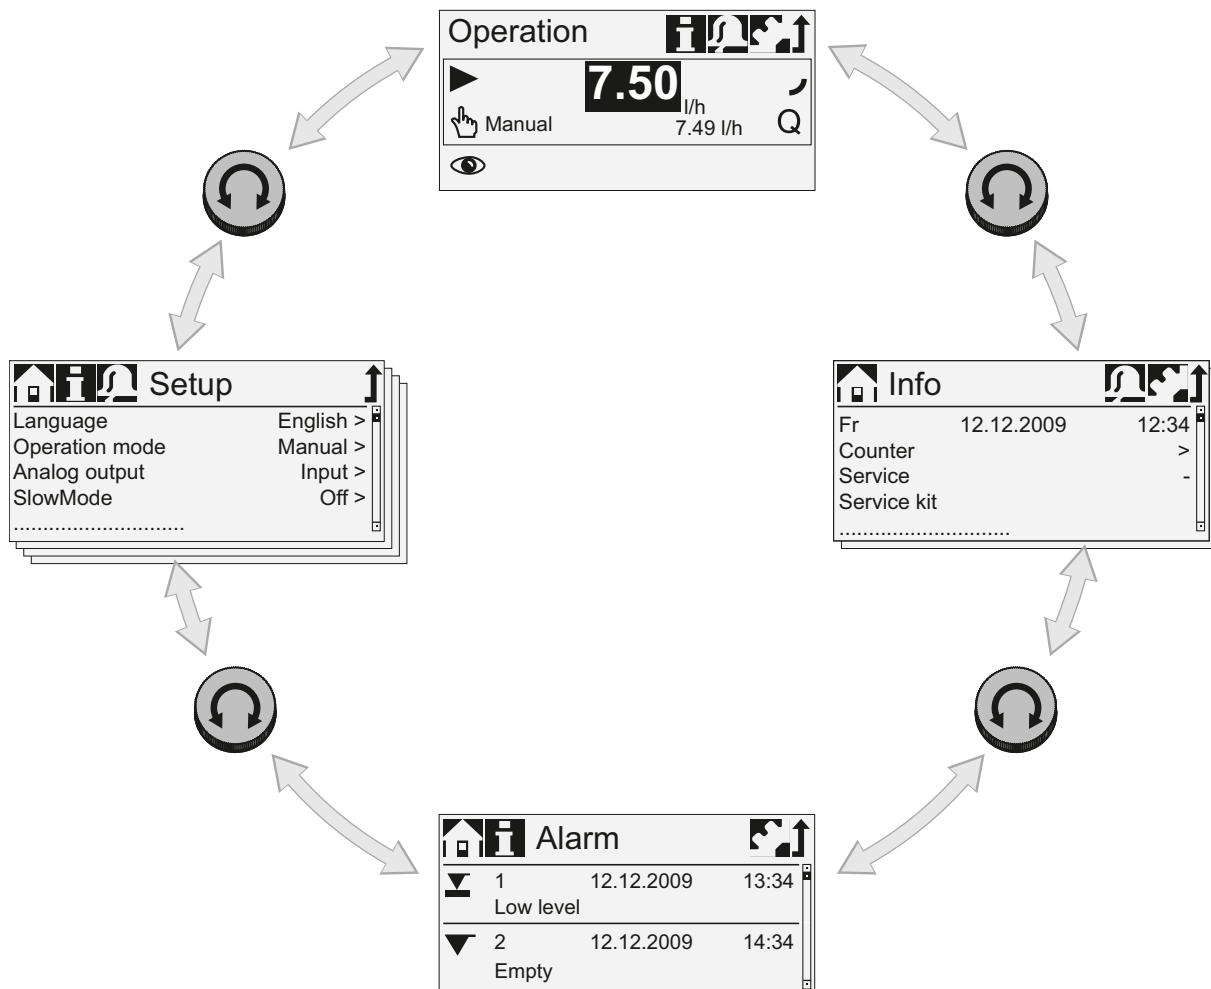 Operation
7.50
l/h
Manual 7.49 l/h Q
Setup
Language English >
Operation mode Manual >
Analog output Input >
SlowMode Off >
.............................
Info
Fr 12.12.2009 12:34
Counter >
Service -
Service kit
.............................
Alarm
1 12.12.2009 13:34
Low level
2 12.12.2009 14:34
Empty